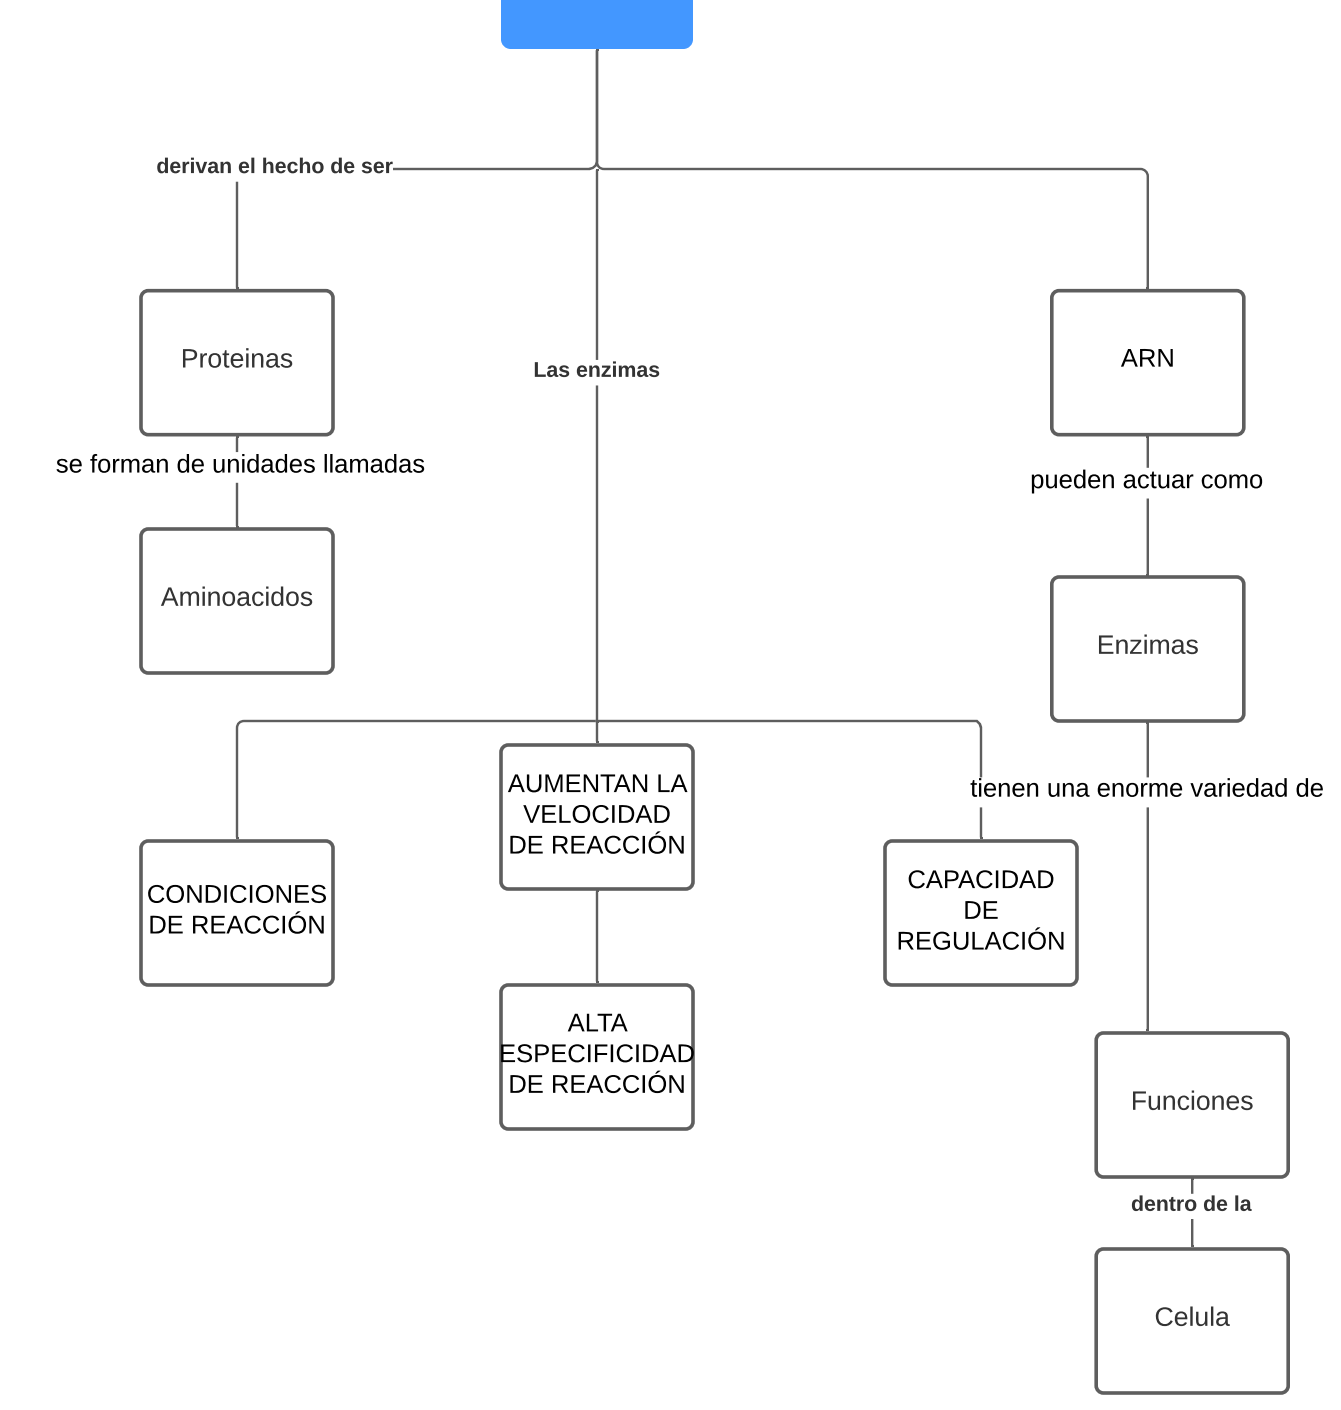 derivan el hecho de ser
Proteinas
se forman de unidades llamadas
Aminoacidos
Las enzimas
ARN
pueden actuar como
Enzimas
tienen una enorme variedad de
CONDICIONES
DE REACCIÓN
AUMENTAN LA
VELOCIDAD
DE REACCIÓN
ALTA
ESPECIFICIDAD
DE REACCIÓN
CAPACIDAD
DE
REGULACIÓN
Funciones
dentro de la
Celula